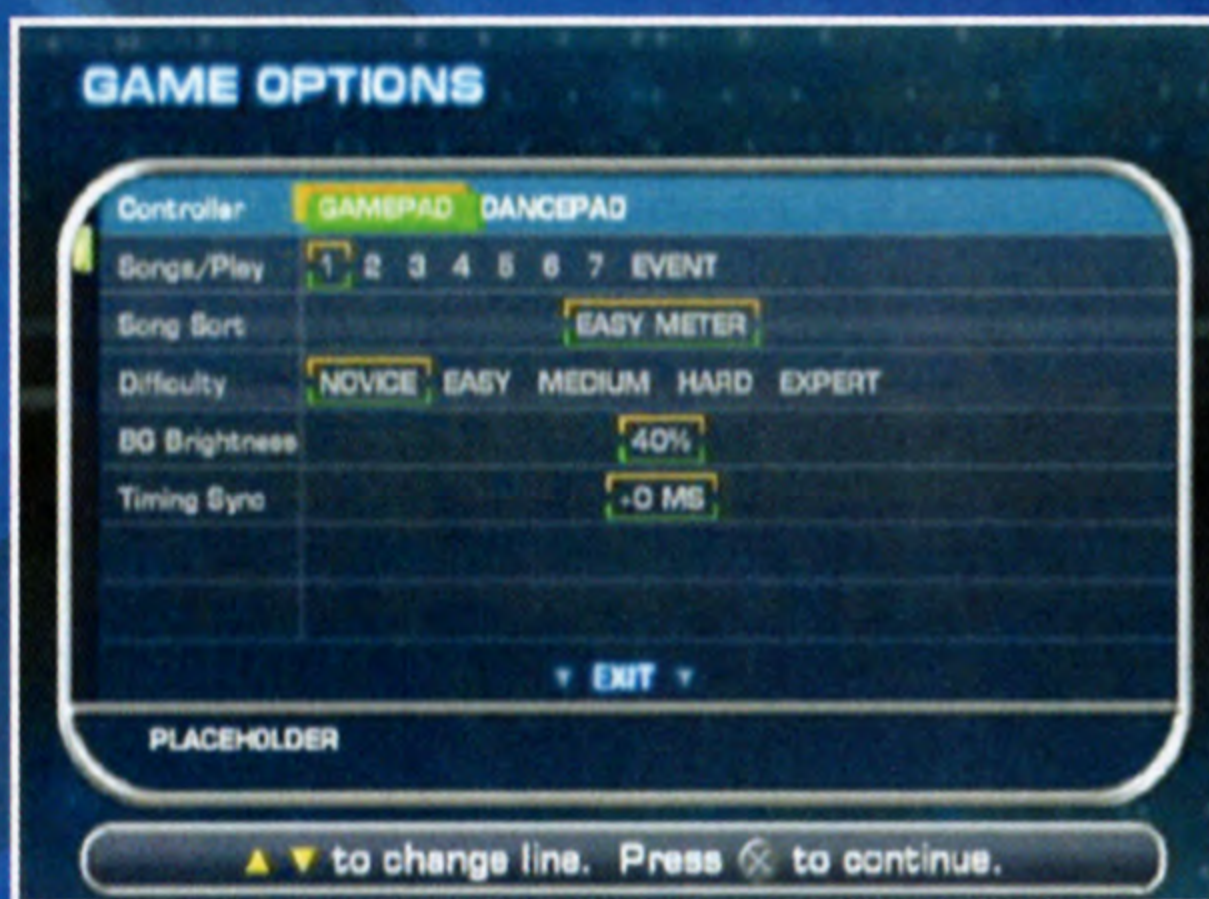 GAME OPTIONS
Controller GAMEPAD DANCEPAD
Songs/Play 1 2 3 4 5 6 7 EVENT
Song Sort EASY METER
Difficulty NOVICE EASY MEDIUM HARD EXPERT
BG Brightness 40%
Timing Sync +0 MS
EXIT
PLACEHOLDER
▲ ▼ to change line. Press ⓧ to continue.